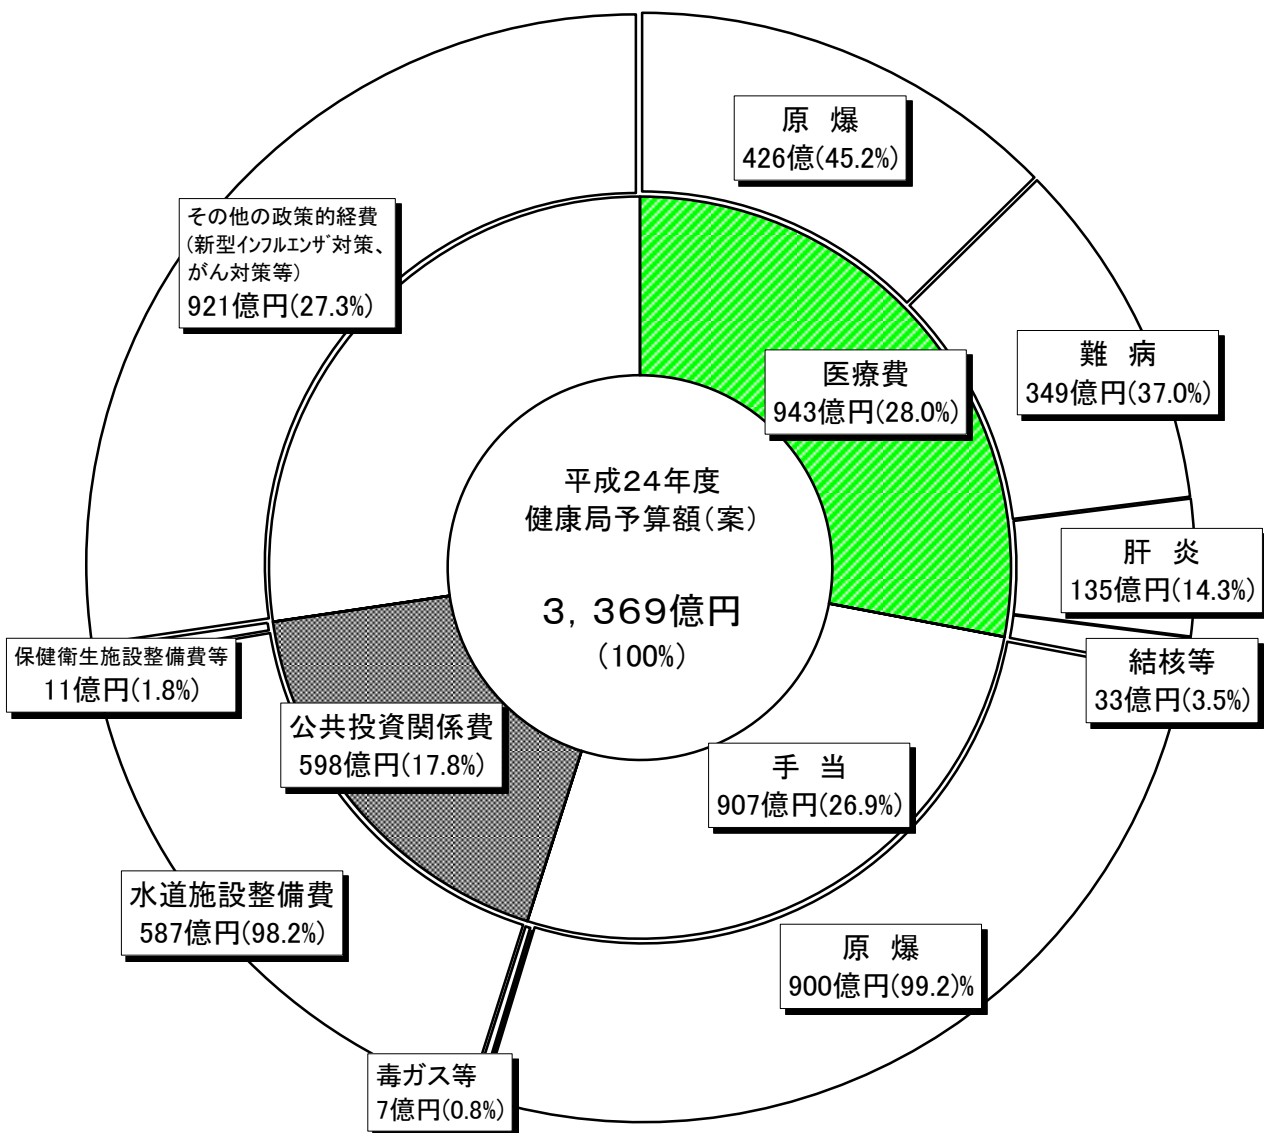 原 爆
426億(45.2%)
その他の政策的経費
(新型インフルエンザ対策、
がん対策等)
921億円(27.3%)
難 病
349億円(37.0%)
医療費
943億円(28.0%)
平成24年度
健康局予算額(案)
3,369億円
(100%)
肝 炎
135億円(14.3%)
結核等
33億円(3.5%)
保健衛生施設整備費等
11億円(1.8%)
公共投資関係費
598億円(17.8%)
手 当
907億円(26.9%)
水道施設整備費
587億円(98.2%)
原 爆
900億円(99.2)%
毒ガス等
7億円(0.8%)